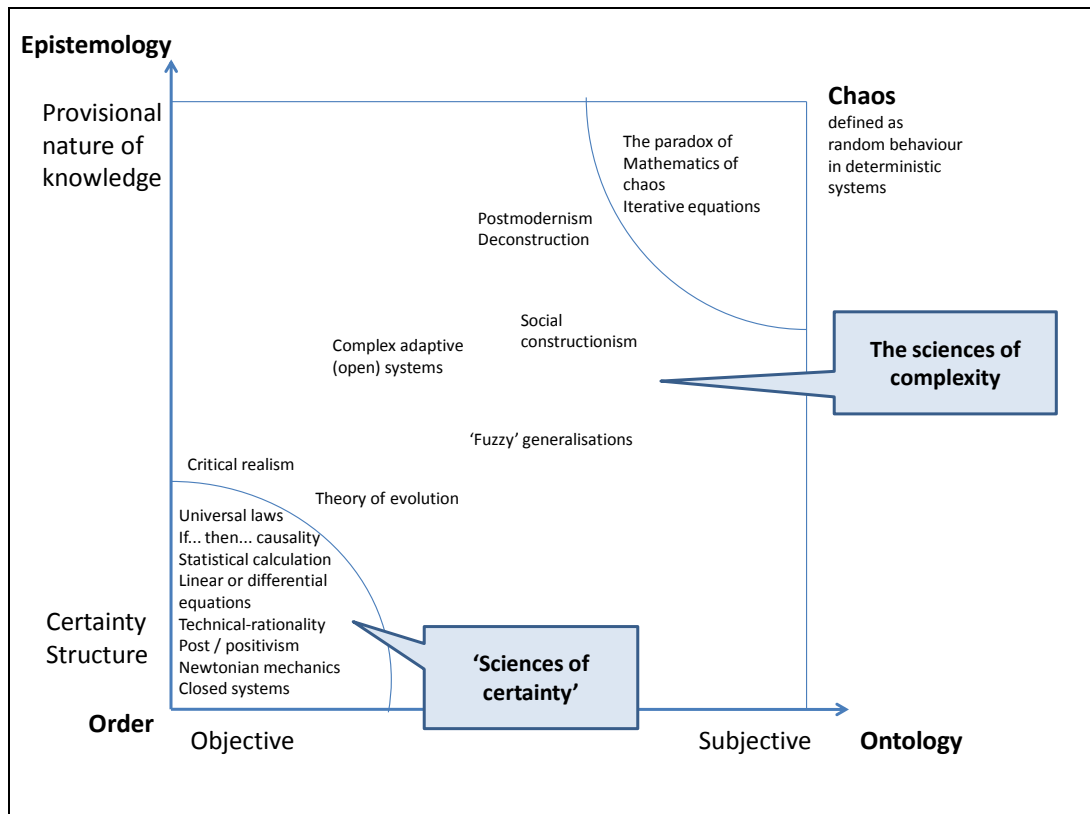 Epistemology
Provisional
nature of
knowledge
Chaos
defined as
random behaviour
in deterministic
systems
The paradox of
Mathematics of
chaos
Iterative equations
Postmodernism
Deconstruction
Social
constructionism
Complex adaptive
(open) systems
The sciences of
complexity
‘Fuzzy’ generalisations
Critical realism
Theory of evolution
Universal laws
If... then... causality
Statistical calculation
Linear or differential
equations
Technical-rationality
Post / positivism
Newtonian mechanics
Closed systems
Certainty
Structure
‘Sciences of
certainty’
Order
Objective
Subjective
Ontology